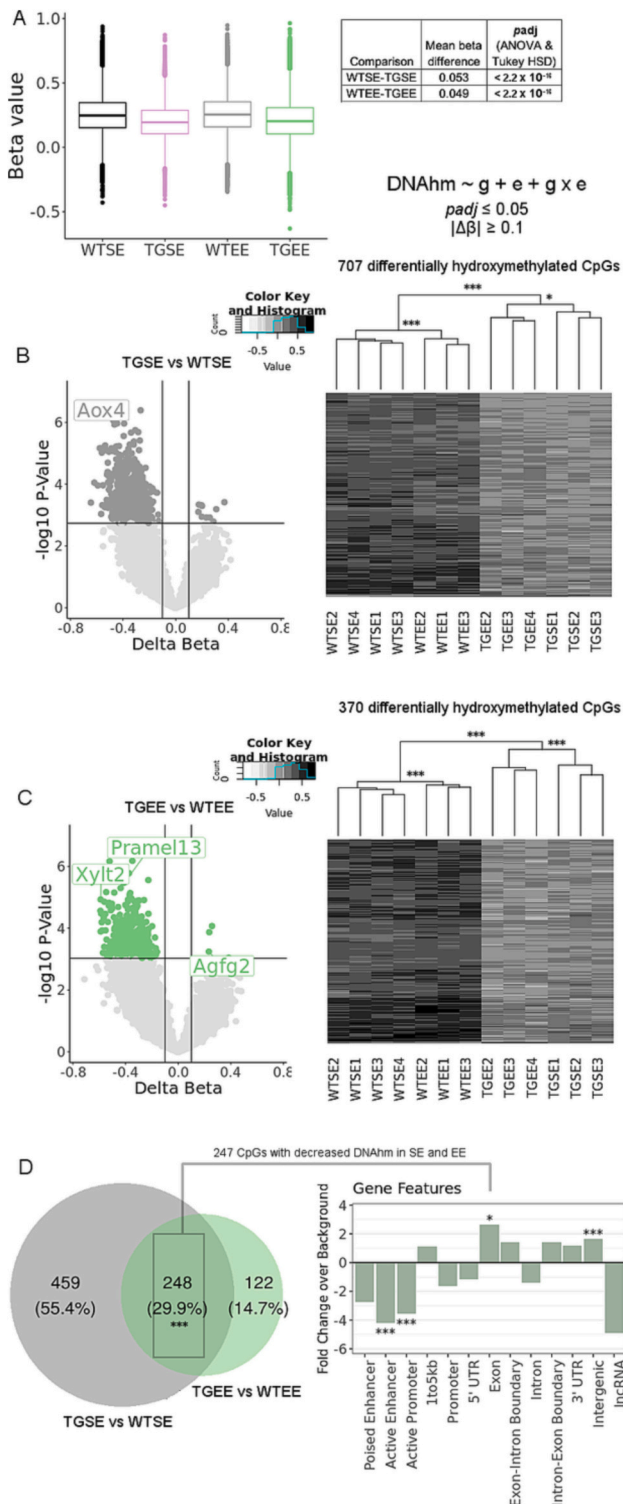 A
Beta value
1.0
0.5
0.0
-0.5
WTSE TGSE WTEE TGEE
Comparison Mean beta difference padj (ANOVA & Tukey HSD)
WTSE-TGSE 0.053 < 2.2 X 10⁻¹⁶
WTEE-TGEE 0.049 < 2.2 X 10⁻¹⁶
DNAhm ~ g + e + g x e
padj ≤ 0.05
|Δβ| ≥ 0.1
707 differentially hydroxymethylated CpGs
Color Key
and Histogram
Count
0
-0.5 0.5
Value
*** *** *
B
TGSE vs WTSE
Aox4
-log10 P-Value
6
4
2
0
-0.8 -0.4 0.0 0.4
Delta Beta
WTSE2 WTSE4 WTSE1 WTSE3 WTEE2 WTEE1 WTEE3 TGEE2 TGEE3 TGEE4 TGSE1 TGSE2 TGSE3
370 differentially hydroxymethylated CpGs
Color Key
and Histogram
Count
0
-0.5 0.5
Value
*** *** ***
C
TGEE vs WTEE
Pramel13
Xylt2
Agfg2
-log10 P-Value
6
4
2
0
-0.8 -0.4 0.0 0.4
Delta Beta
WTSE2 WTSE1 WTSE3 WTSE4 WTEE2 WTEE1 WTEE3 TGEE2 TGEE3 TGEE4 TGSE1 TGSE2 TGSE3
D
247 CpGs with decreased DNAhm in SE and EE
459
(55.4%)
248
(29.9%)
***
122
(14.7%)
TGEE vs WTEE
TGSE vs WTSE
Gene Features
Fold Change over Background
4
2
0
-2
-4
-6
*** *** * ***
Poised Enhancer
Active Enhancer
Active Promoter
1to5kb
Promoter
5' UTR
Exon
Exon-Intron Boundary
Intron
Intron-Exon Boundary
3' UTR
Intergenic
lncRNA